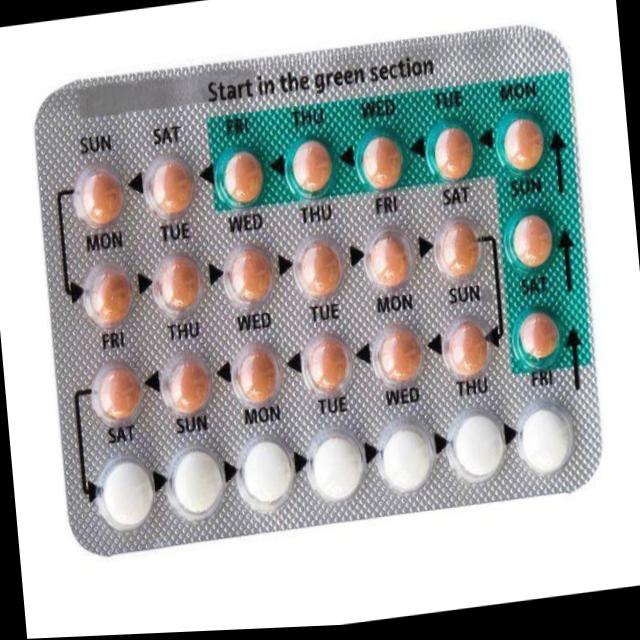 Start in the green section
SUN SAT FRI THU WED TUE MON
MON TUE WED THU FRI SAT SUN
FRI THU WED TUE MON SUN SAT
SAT SUN MON TUE WED THU FRI